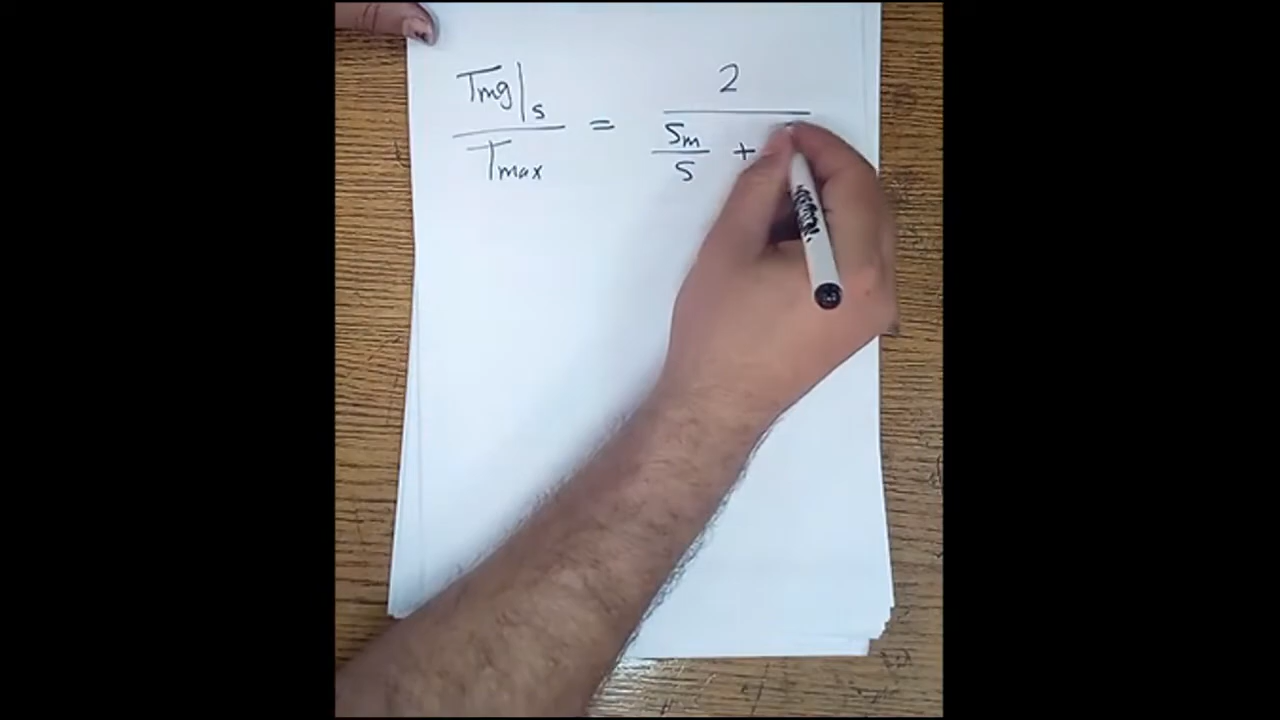 Tmg|s / Tmax = 2 / (Sm / S +